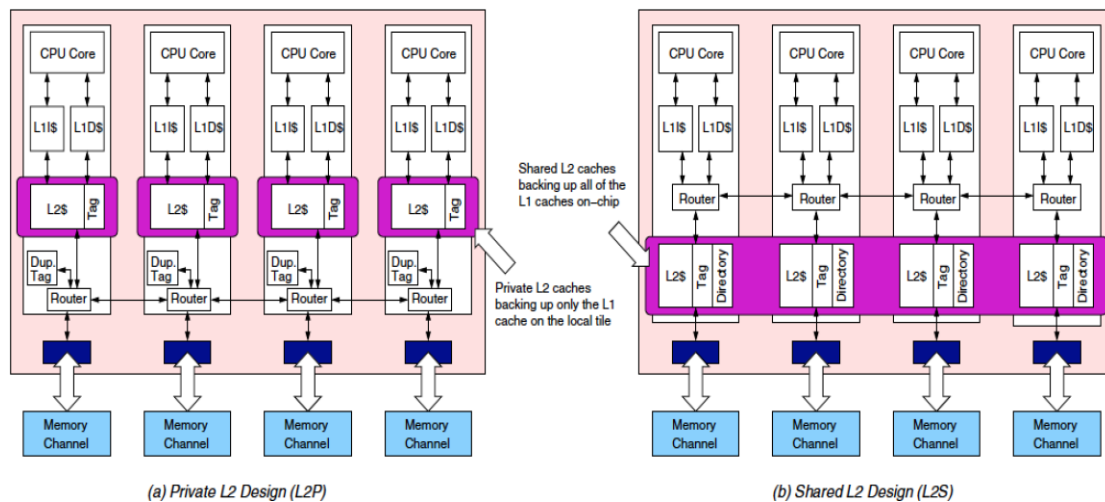 CPU Core
CPU Core
CPU Core
CPU Core
L1I$ L1D$
L1I$ L1D$
L1I$ L1D$
L1I$ L1D$
L2$ Tag
L2$ Tag
L2$ Tag
L2$ Tag
Dup.
Tag
Dup.
Tag
Dup.
Tag
Dup.
Tag
Router
Router
Router
Router
Memory
Channel
Memory
Channel
Memory
Channel
Memory
Channel
(a) Private L2 Design (L2P)
Shared L2 caches
backing up all of the
L1 caches on-chip
Private L2 caches
backing up only the L1
cache on the local tile
CPU Core
CPU Core
CPU Core
CPU Core
L1I$ L1D$
L1I$ L1D$
L1I$ L1D$
L1I$ L1D$
Router
Router
Router
Router
L2$ Tag Directory
L2$ Tag Directory
L2$ Tag Directory
L2$ Tag Directory
Memory
Channel
Memory
Channel
Memory
Channel
Memory
Channel
(b) Shared L2 Design (L2S)